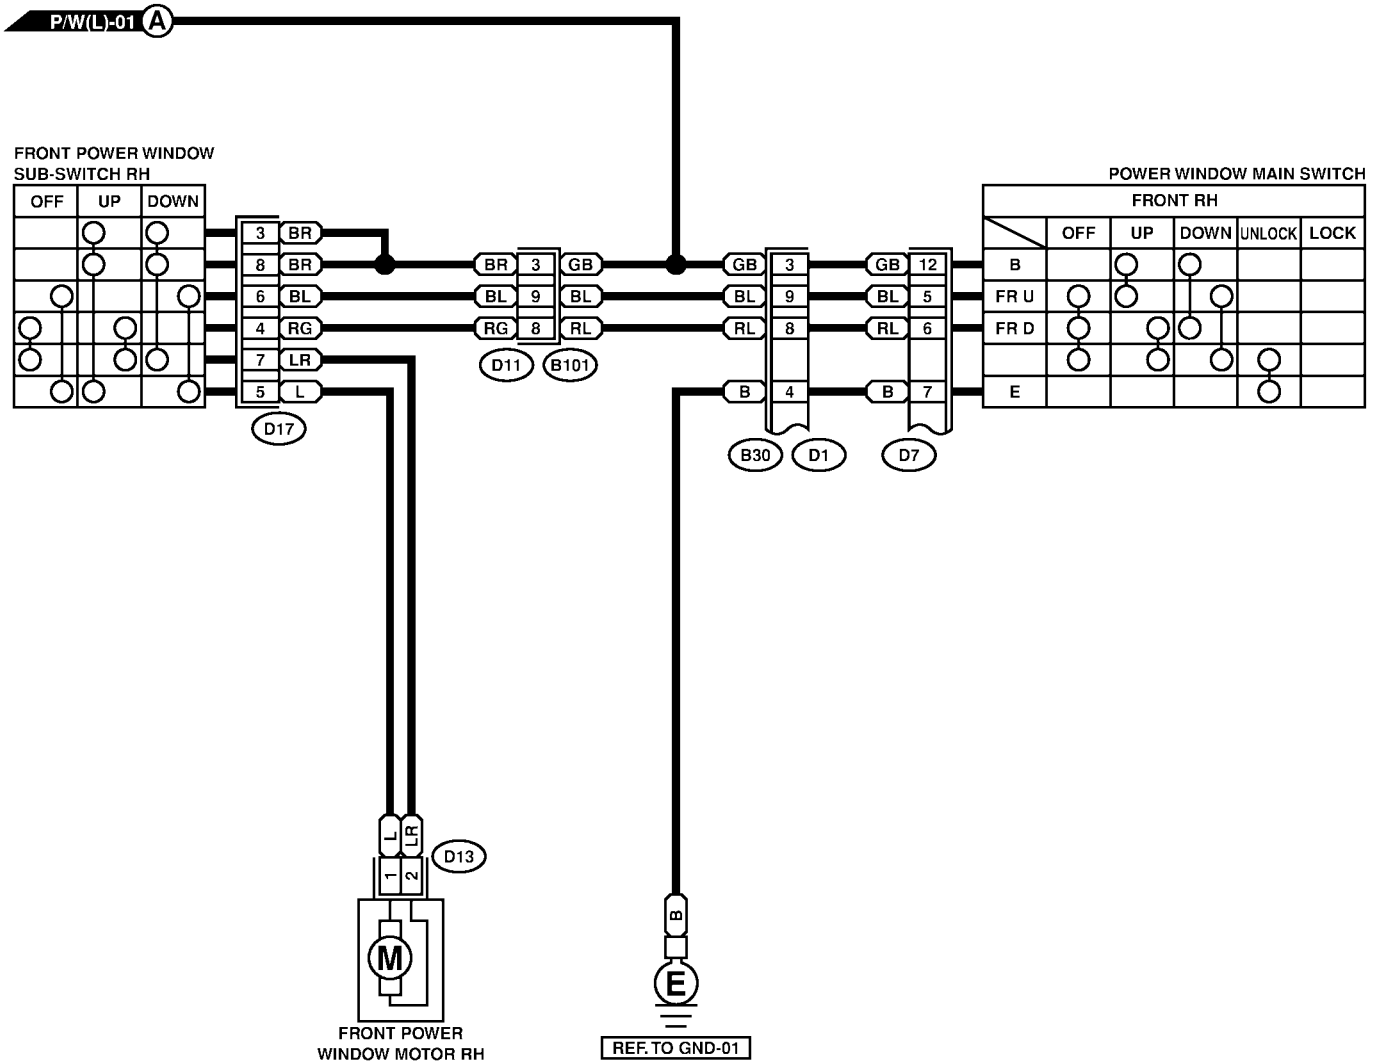 P/W(L)-01 A
FRONT POWER WINDOW
SUB-SWITCH RH
OFF UP DOWN
3 BR
8 BR BR 3 GB GB 3 GB 12
6 BL BL 9 BL BL 9 BL 5
4 RG RG 8 RL RL 8 RL 6
7 LR
5 L B 4 B 7
D17
D11 B101
B30 D1 D7
POWER WINDOW MAIN SWITCH
FRONT RH
OFF UP DOWN UNLOCK LOCK
B
FR U
FR D
E
L LR
1 2
D13
M
FRONT POWER
WINDOW MOTOR RH
B
E
REF. TO GND-01